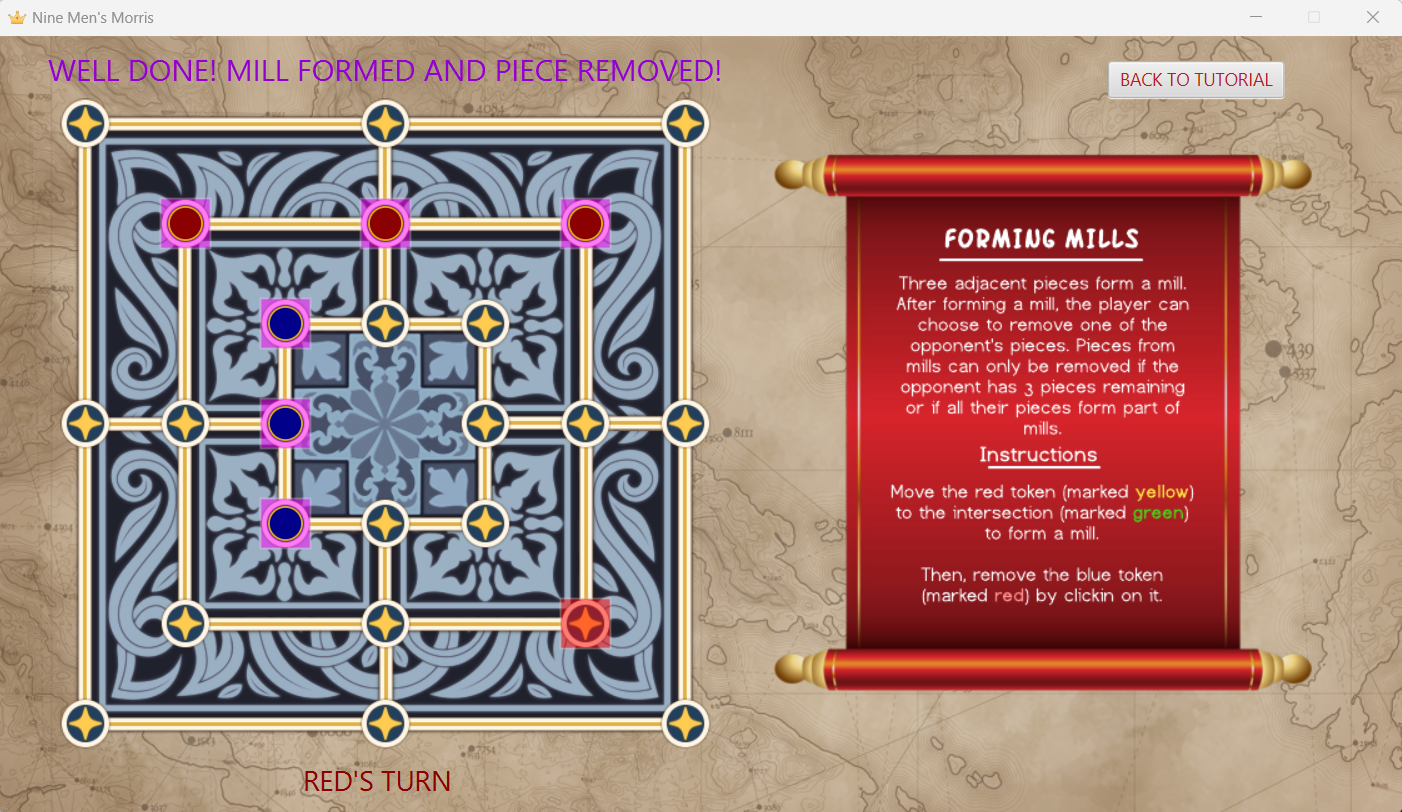 Nine Men's Morris
WELL DONE! MILL FORMED AND PIECE REMOVED!
BACK TO TUTORIAL
FORMING MILLS
Three adjacent pieces form a mill.
After forming a mill, the player can
choose to remove one of the
opponent's pieces. Pieces from
mills can only be removed if the
opponent has 3 pieces remaining
or if all their pieces form part of
mills.
Instructions
Move the red token (marked yellow)
to the intersection (marked green)
to form a mill.
Then, remove the blue token
(marked red) by clickin on it.
RED'S TURN
439
8111